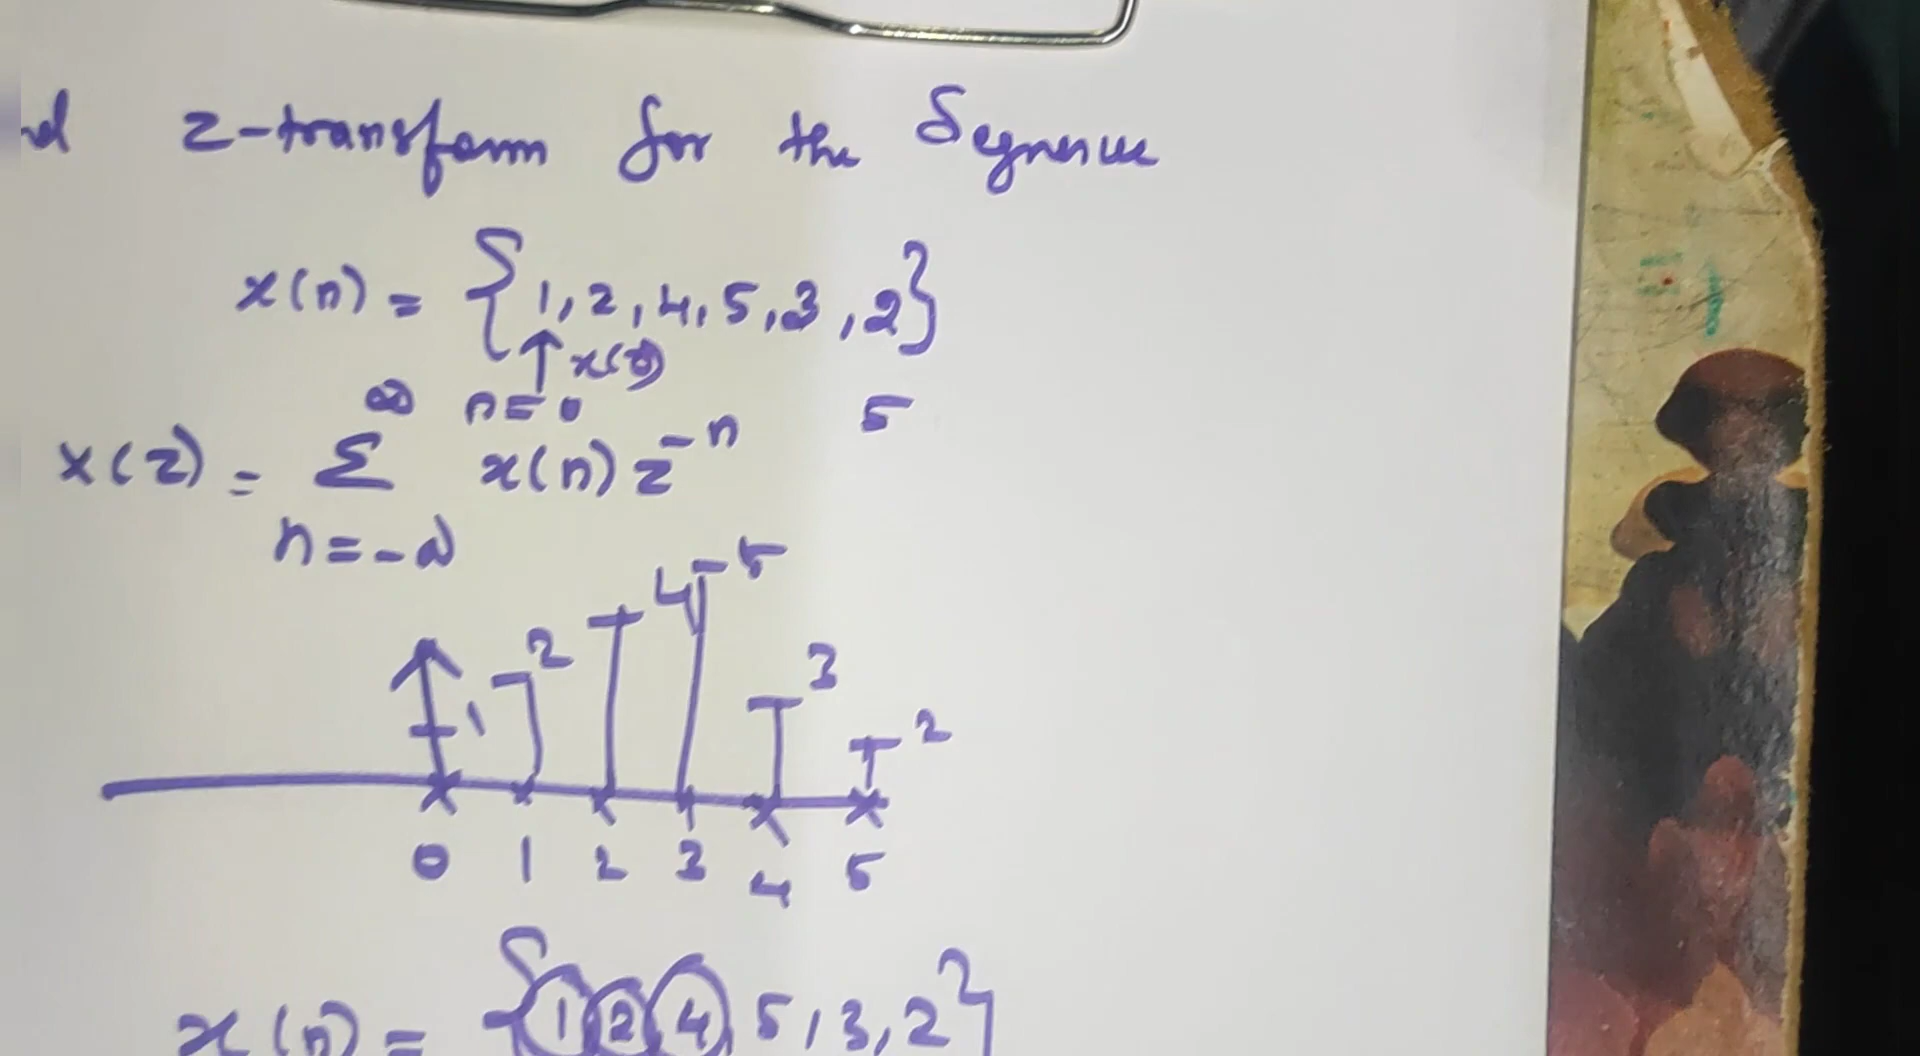 nd z-transform for the Sequence
x(n) = {1, 2, 4, 5, 3, 2}
↑ x(0)
∞ n=0 5
X(z) = Σ x(n) z^-n
n=-∞
1 2 4 5 3 2
0 1 2 3 4 5
x(n) = {1 2 4 5, 3, 2}